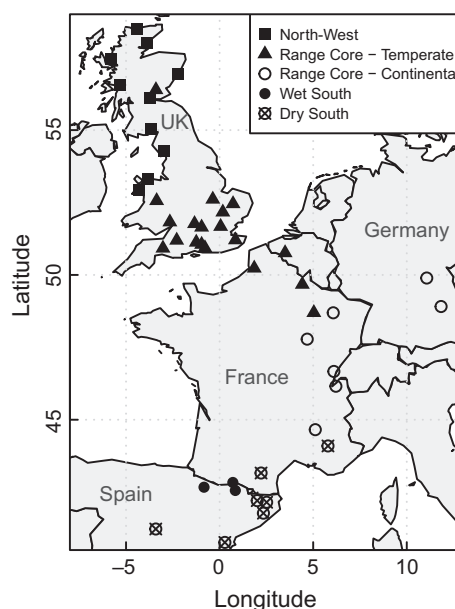 North-West
Range Core – Temperate
Range Core – Continenta
Wet South
Dry South
UK
Germany
France
Spain
55
50
45
Latitude
−5 0 5 10
Longitude